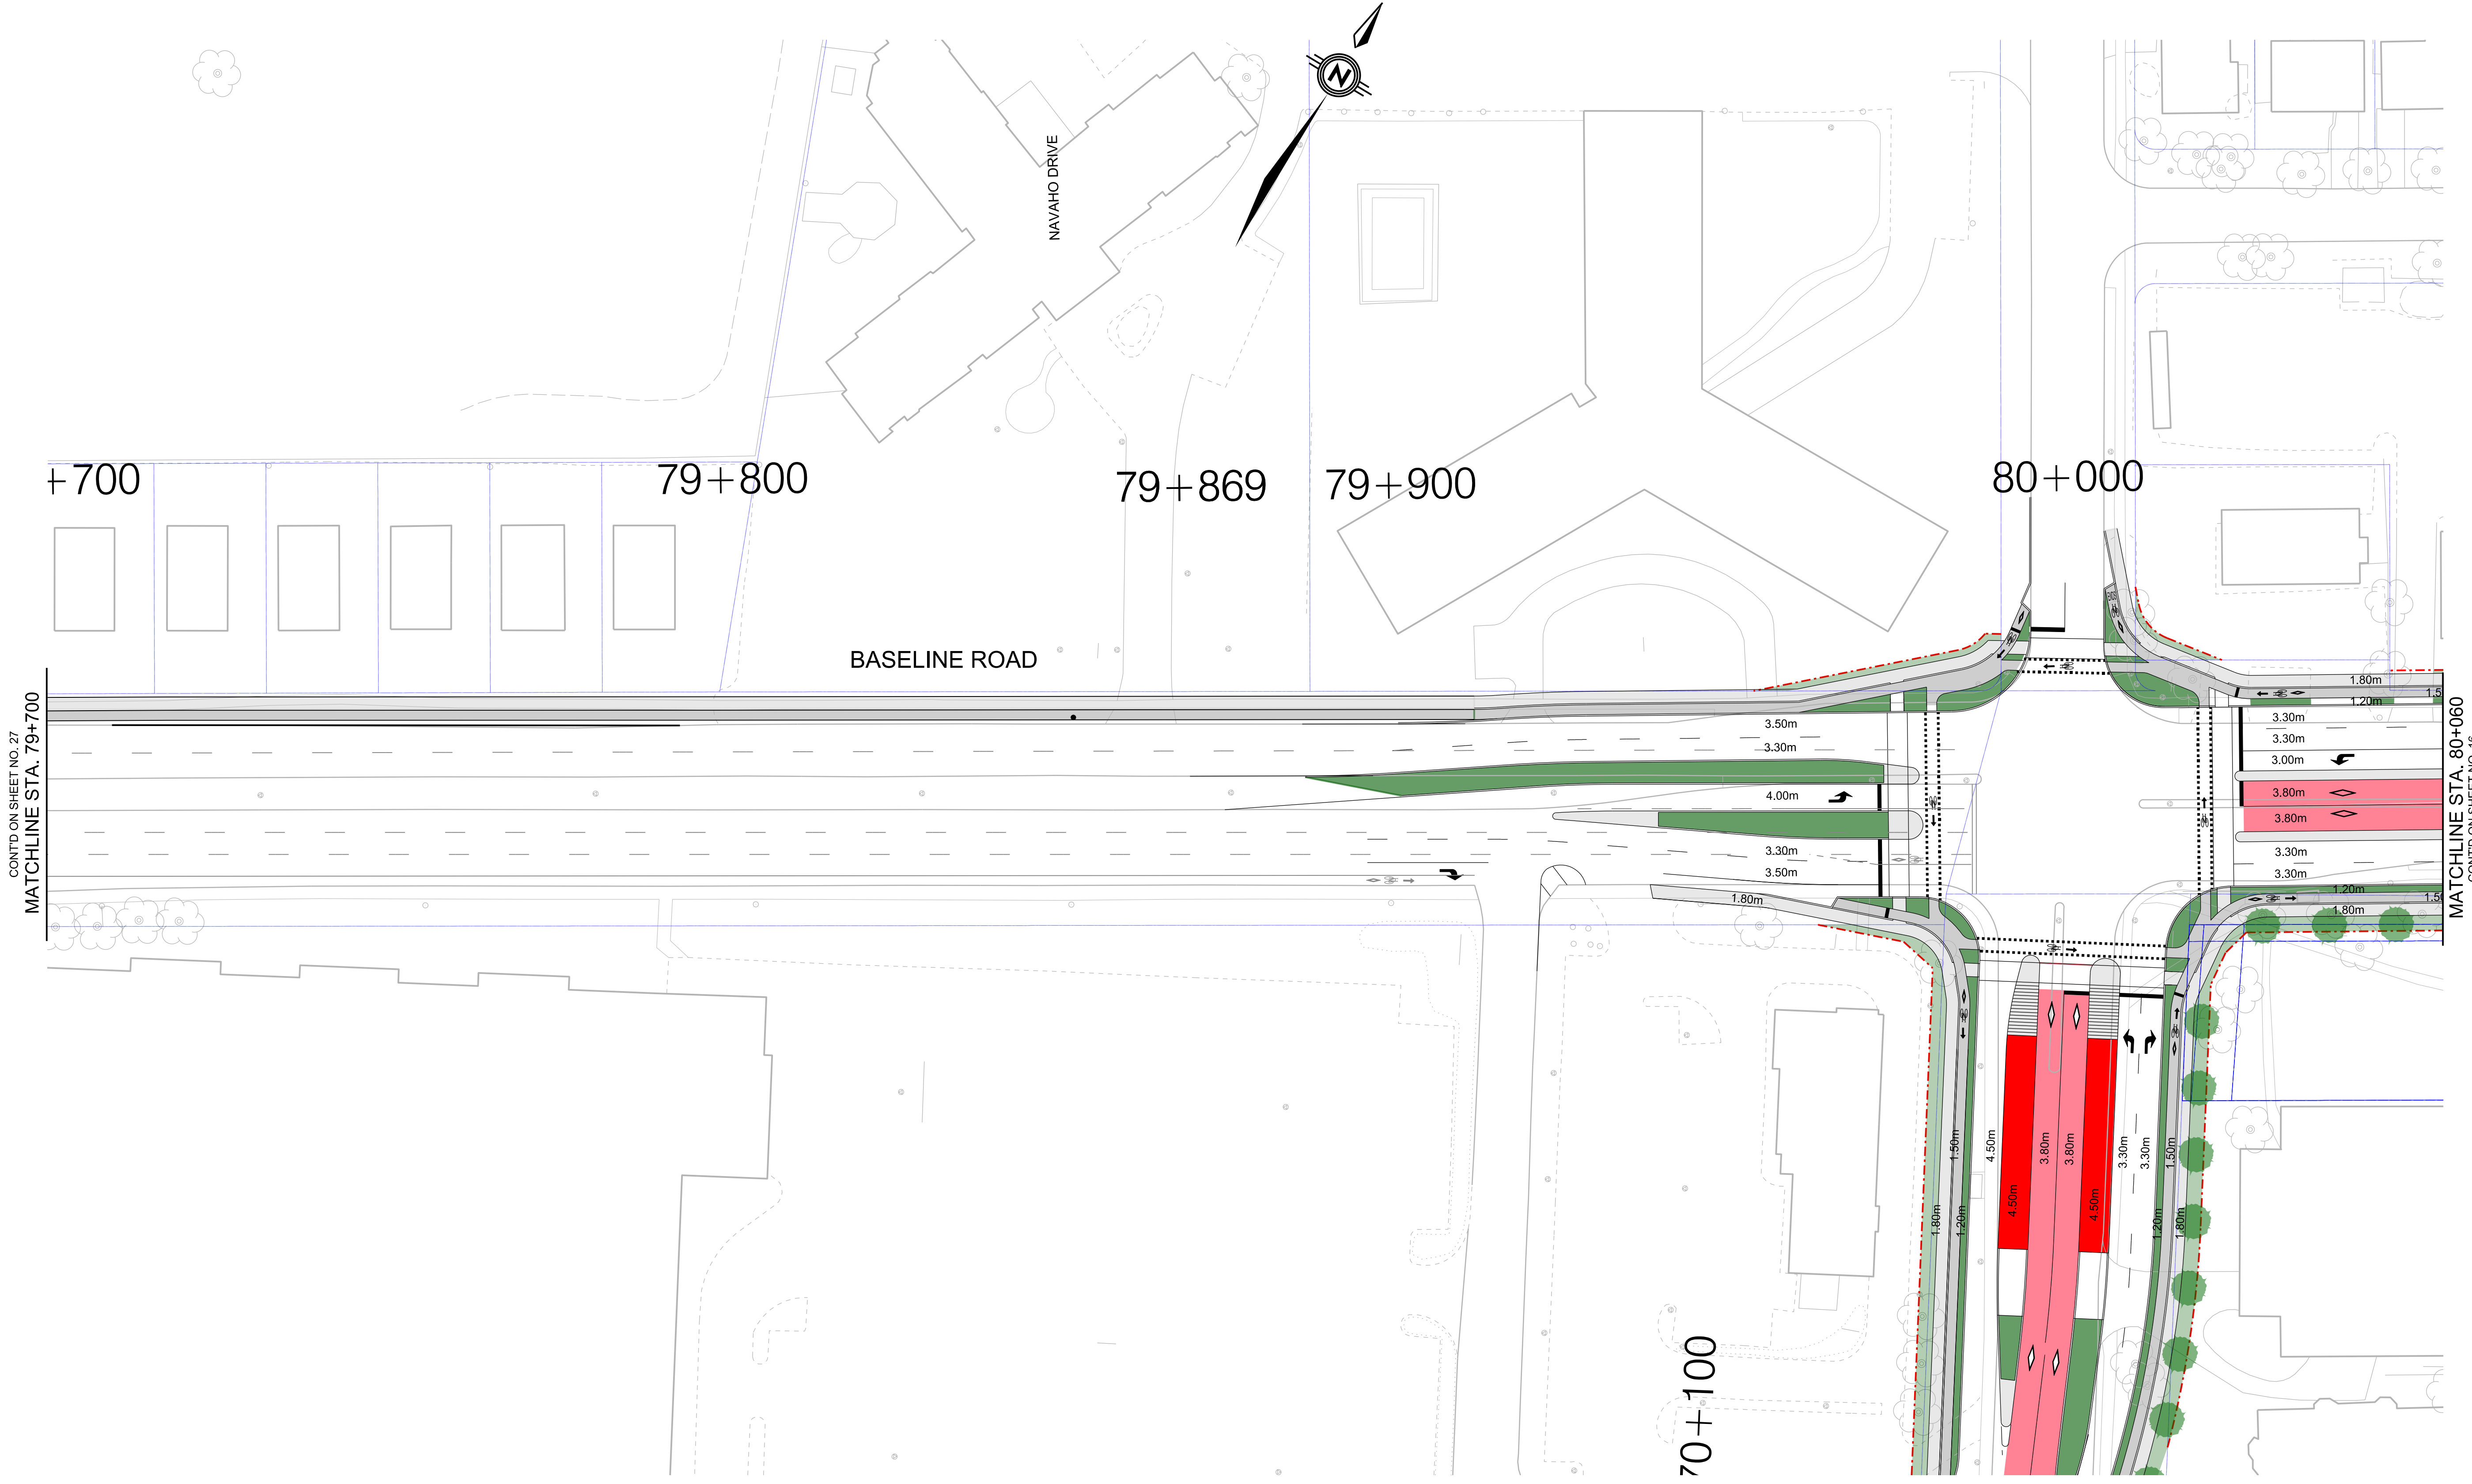 N
NAVAHO DRIVE
+700
79+800
79+869
79+900
80+000
BASELINE ROAD
CONT'D ON SHEET NO. 27
MATCHLINE STA. 79+700
MATCHLINE STA. 80+060
3.50m
3.30m
4.00m
3.30m
3.50m
1.80m
1.80m
1.5
1.20m
3.30m
3.30m
3.00m
3.80m
3.80m
3.30m
3.30m
1.20m
1.50
1.80m
1.50m
4.50m
3.80m
3.80m
3.30m
3.30m
1.50m
4.50m
4.50m
1.80m
1.20m
1.20m
1.80m
70+100